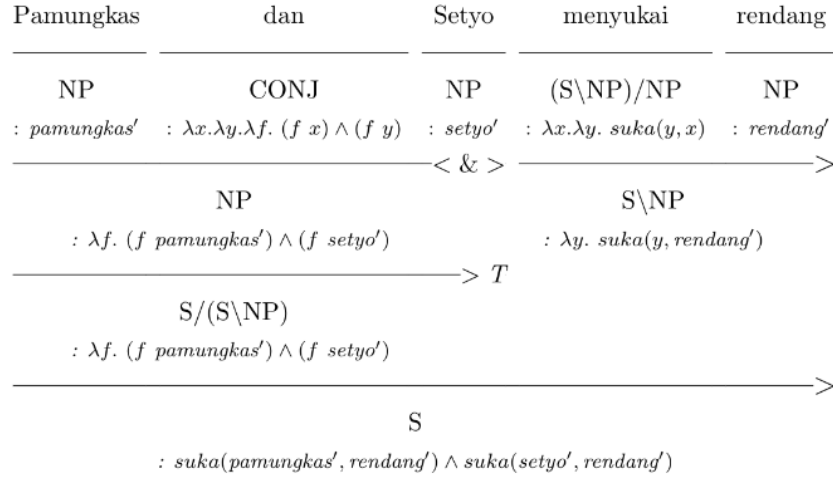 Pamungkas dan Setyo menyukai rendang
NP CONJ NP (S\NP)/NP NP
: pamungkas′ : λx.λy.λf. (f x) ∧ (f y) : setyo′ : λx.λy. suka(y, x) : rendang′
< & > >
NP S\NP
: λf. (f pamungkas′) ∧ (f setyo′) : λy. suka(y, rendang′)
> T
S/(S\NP)
: λf. (f pamungkas′) ∧ (f setyo′)
>
S
: suka(pamungkas′, rendang′) ∧ suka(setyo′, rendang′)